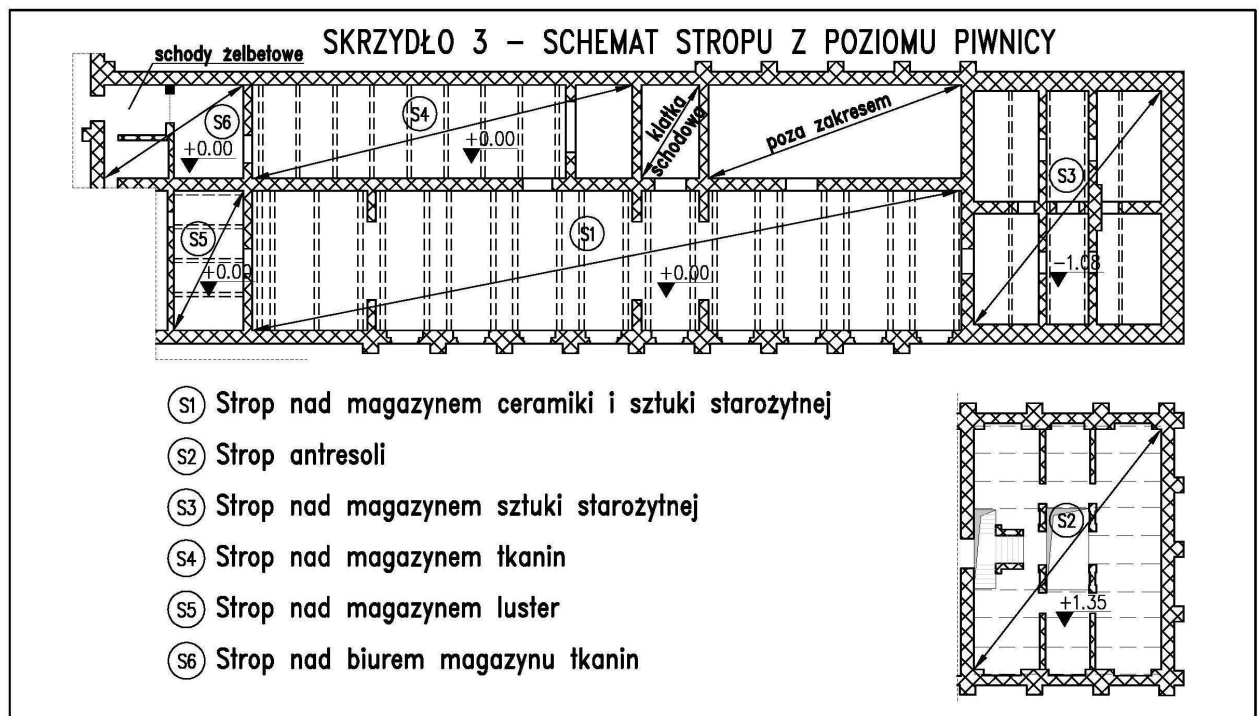 SKRZYDŁO 3 – SCHEMAT STROPU Z POZIOMU PIWNICY
schody żelbetowe
S6
+0.00
S4
+0.00
klatka
schodowa
poza zakresem
S3
-1.08
S5
+0.00
S1
+0.00
S1 Strop nad magazynem ceramiki i sztuki starożytnej
S2 Strop antresoli
S3 Strop nad magazynem sztuki starożytnej
S4 Strop nad magazynem tkanin
S5 Strop nad magazynem luster
S6 Strop nad biurem magazynu tkanin
S2
+1.35